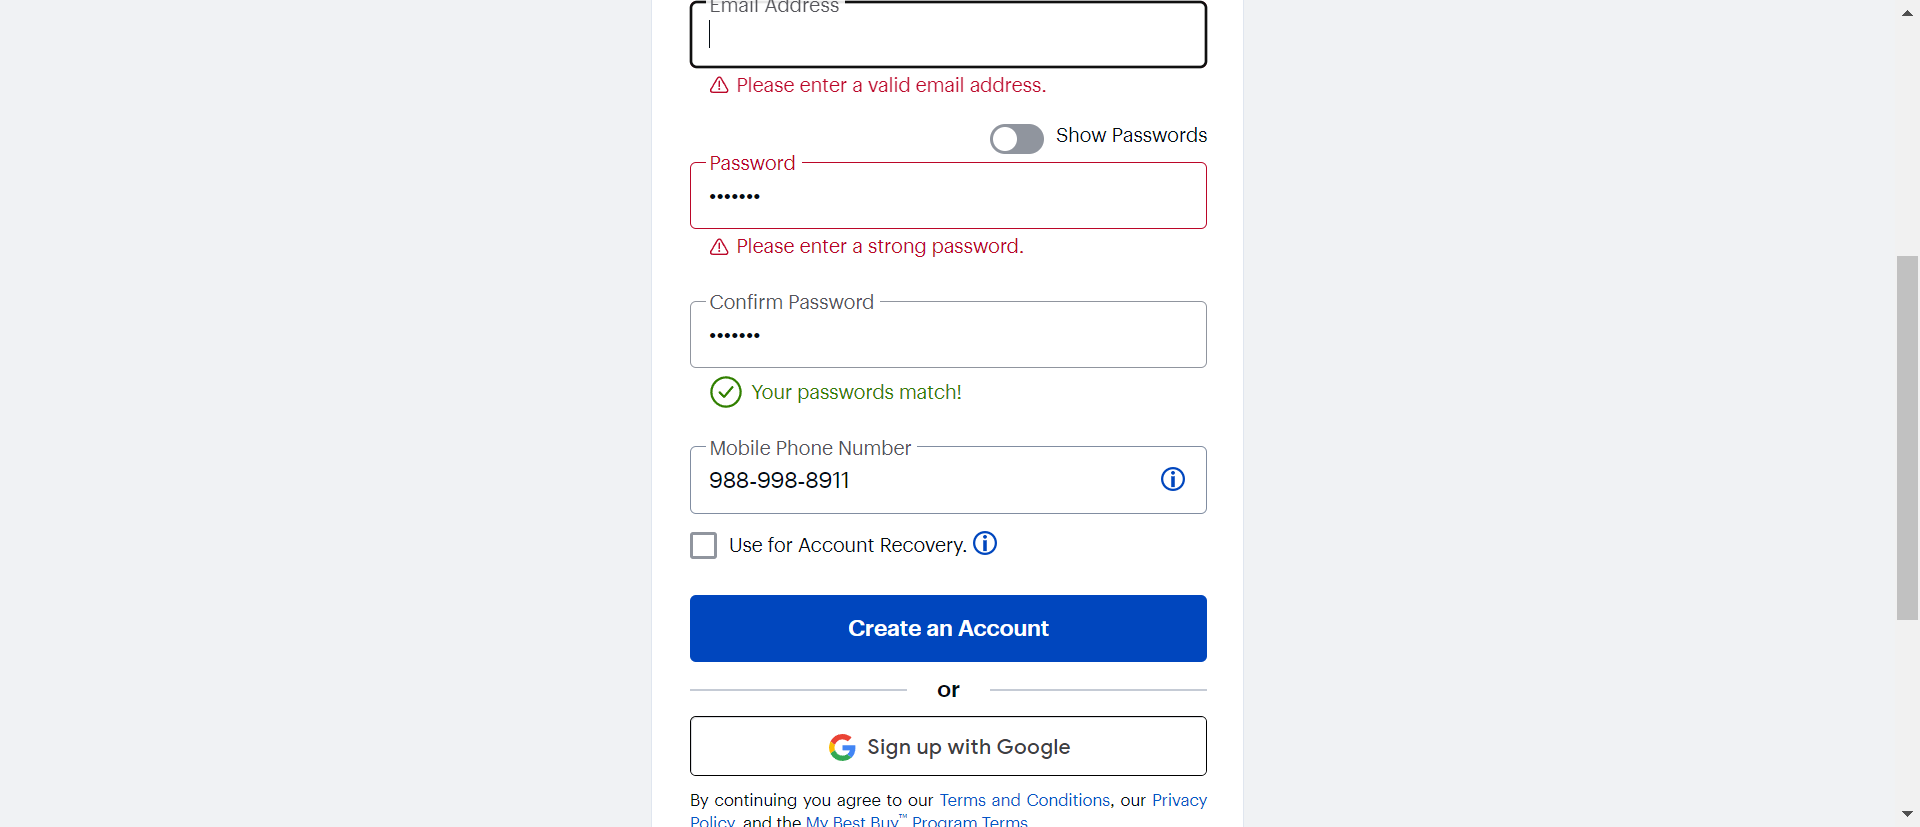 Email Address
Please enter a valid email address.
Show Passwords
Password
•••••••
Please enter a strong password.
Confirm Password
•••••••
Your passwords match!
Mobile Phone Number
988-998-8911
Use for Account Recovery.
Create an Account
or
Sign up with Google
By continuing you agree to our Terms and Conditions, our Privacy
Policy, and the My Best Buy™ Program Terms.